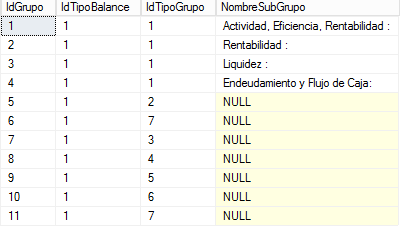 IdGrupo IdTipoBalance IdTipoGrupo NombreSubGrupo
1 1 1 Actividad, Eficiencia, Rentabilidad :
2 1 1 Rentabilidad :
3 1 1 Liquidez :
4 1 1 Endeudamiento y Flujo de Caja:
5 1 2 NULL
6 1 7 NULL
7 1 3 NULL
8 1 4 NULL
9 1 5 NULL
10 1 6 NULL
11 1 7 NULL